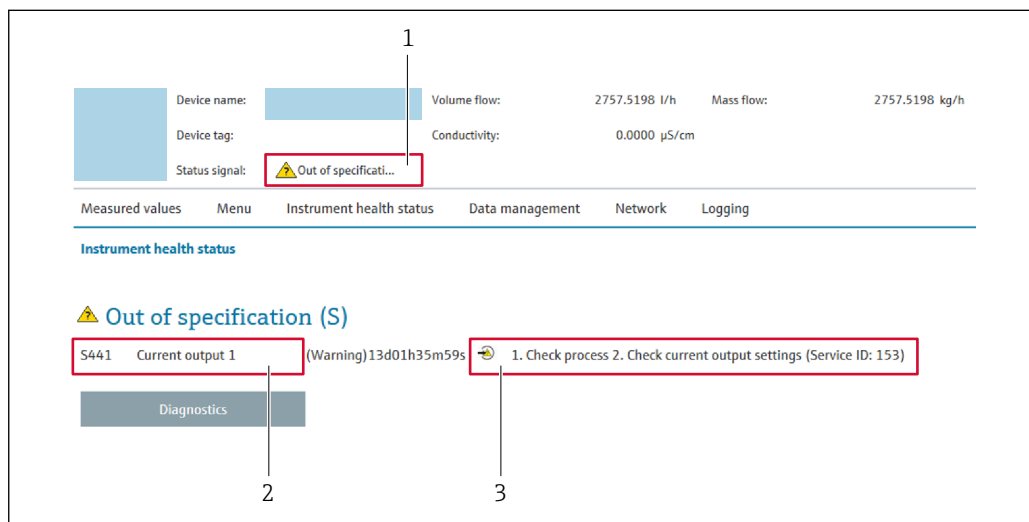 1
Device name: Volume flow: 2757.5198 l/h Mass flow: 2757.5198 kg/h
Device tag: Conductivity: 0.0000 µS/cm
Status signal: Out of specificati...
Measured values Menu Instrument health status Data management Network Logging
Instrument health status
Out of specification (S)
S441 Current output 1 (Warning)13d01h35m59s 1. Check process 2. Check current output settings (Service ID: 153)
Diagnostics
2 3